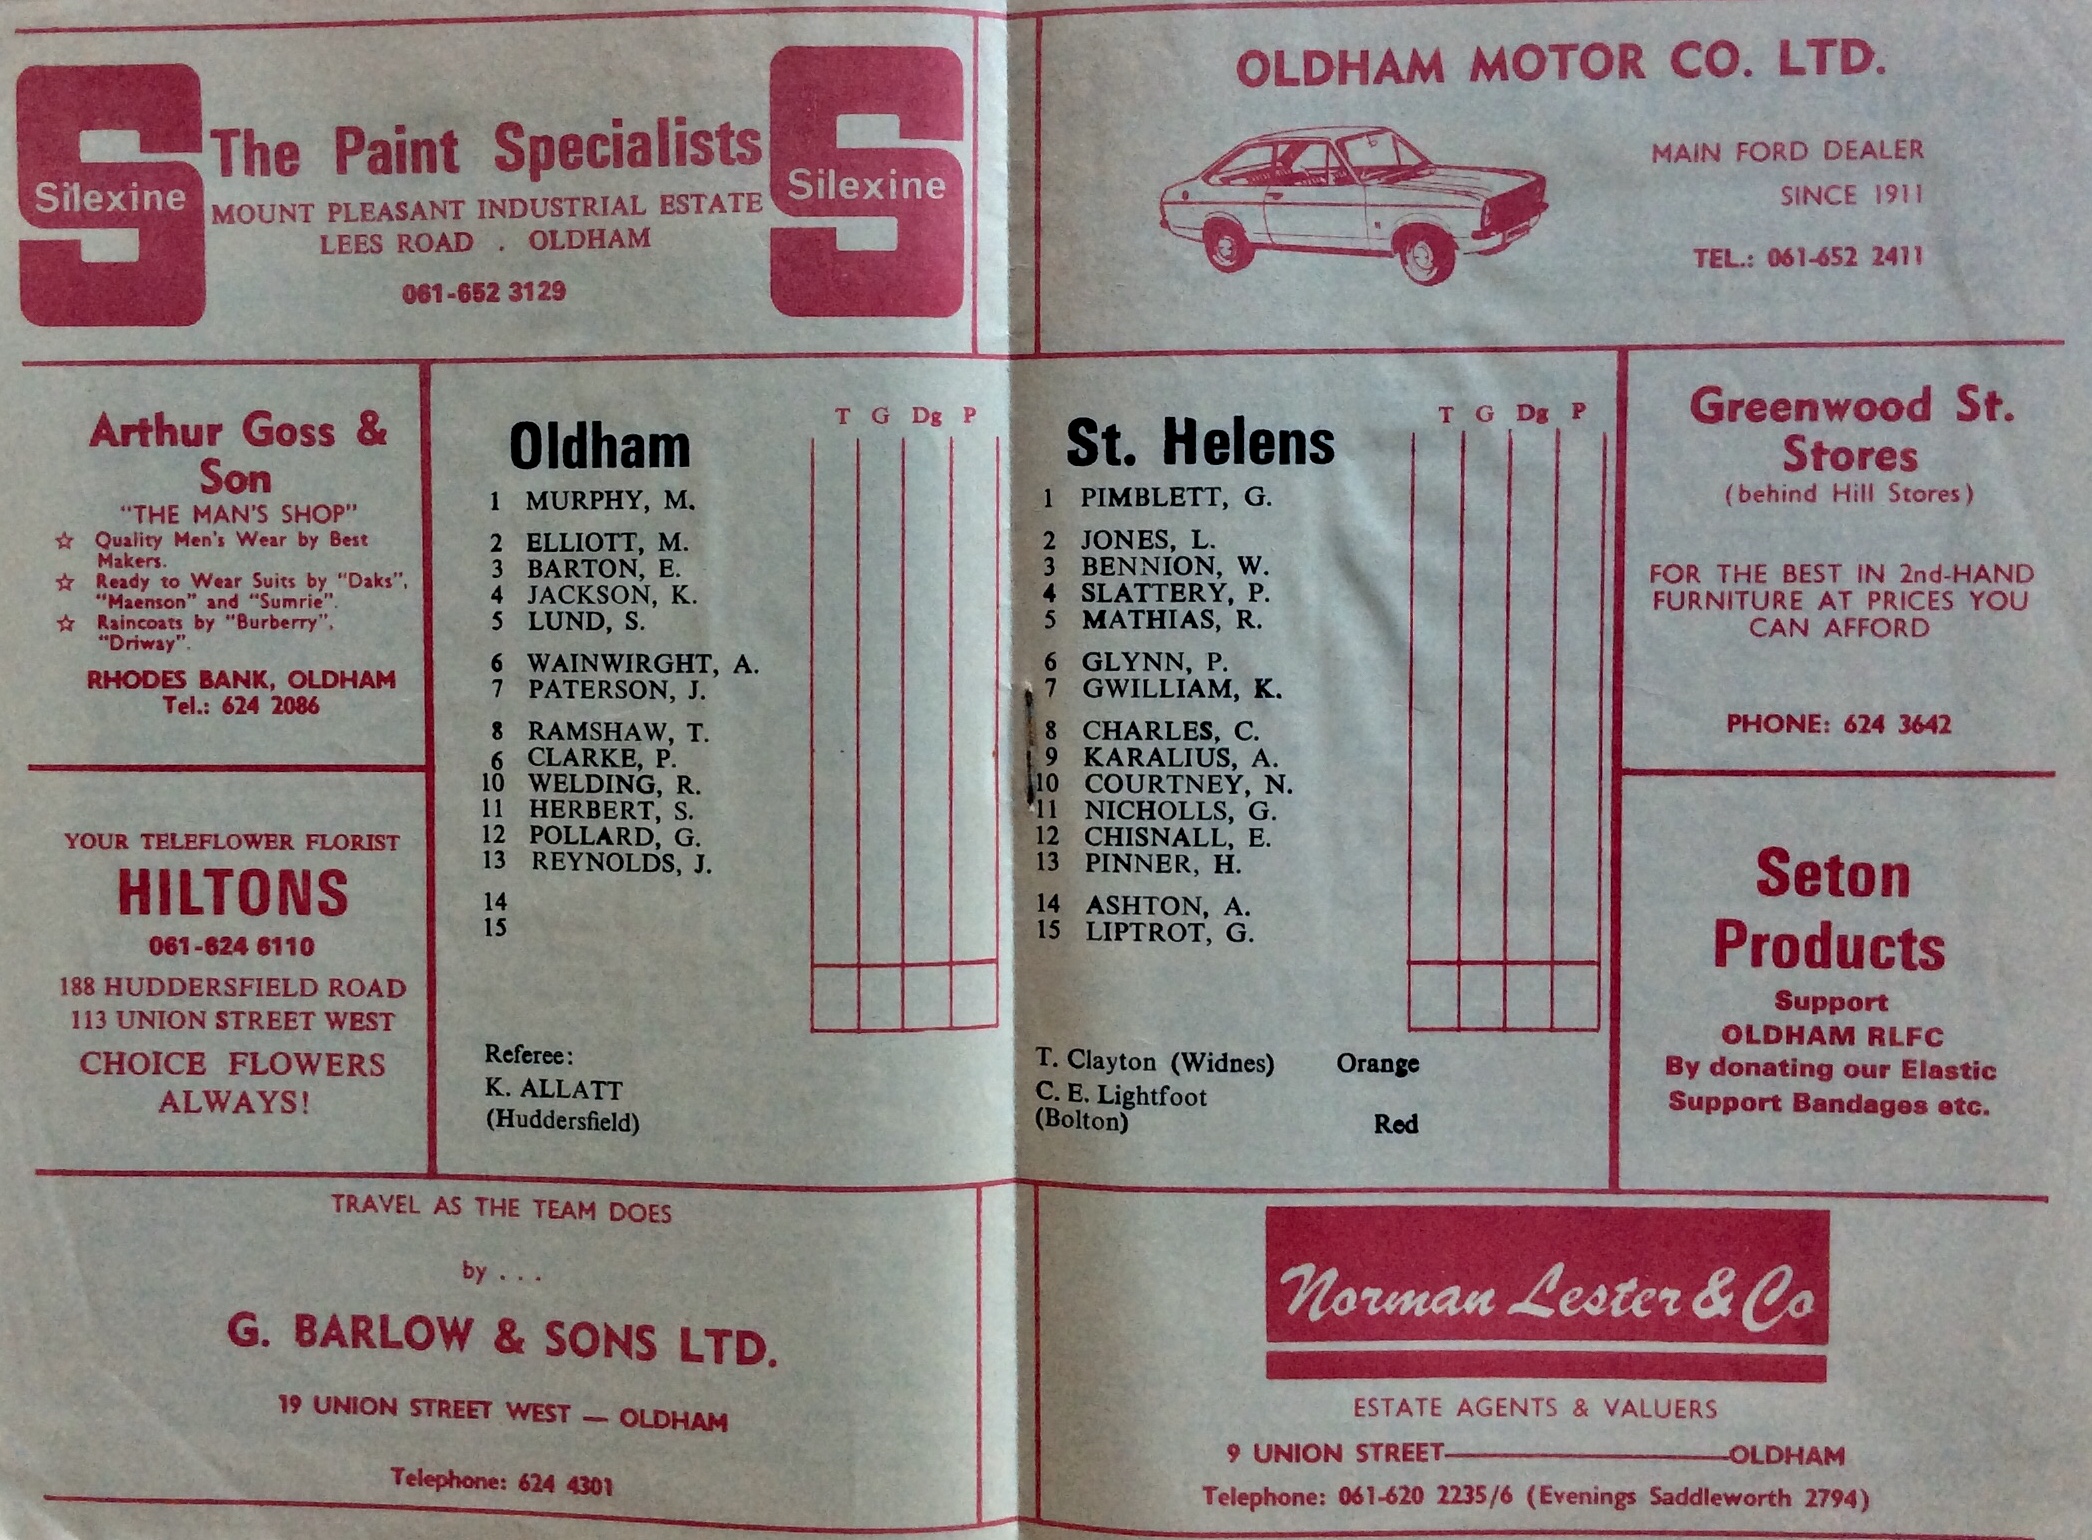 Silexine
The Paint Specialists
MOUNT PLEASANT INDUSTRIAL ESTATE
LEES ROAD . OLDHAM
061-652 3129
Silexine
OLDHAM MOTOR CO. LTD.
MAIN FORD DEALER
SINCE 1911
TEL.: 061-652 2411
Arthur Goss &
Son
"THE MAN'S SHOP"
☆ Quality Men's Wear by Best
Makers.
☆ Ready to Wear Suits by "Daks",
"Maenson" and "Sumrie".
☆ Raincoats by "Burberry",
"Driway".
RHODES BANK, OLDHAM
Tel.: 624 2086
YOUR TELEFLOWER FLORIST
HILTONS
061-624 6110
188 HUDDERSFIELD ROAD
113 UNION STREET WEST
CHOICE FLOWERS
ALWAYS!
Oldham
T G Dg P
1 MURPHY, M.
2 ELLIOTT, M.
3 BARTON, E.
4 JACKSON, K.
5 LUND, S.
6 WAINWIRGHT, A.
7 PATERSON, J.
8 RAMSHAW, T.
6 CLARKE, P.
10 WELDING, R.
11 HERBERT, S.
12 POLLARD, G.
13 REYNOLDS, J.
14
15
Referee:
K. ALLATT
(Huddersfield)
St. Helens
T G Dg P
1 PIMBLETT, G.
2 JONES, L.
3 BENNION, W.
4 SLATTERY, P.
5 MATHIAS, R.
6 GLYNN, P.
7 GWILLIAM, K.
8 CHARLES, C.
9 KARALIUS, A.
10 COURTNEY, N.
11 NICHOLLS, G.
12 CHISNALL, E.
13 PINNER, H.
14 ASHTON, A.
15 LIPTROT, G.
T. Clayton (Widnes) Orange
C. E. Lightfoot
(Bolton) Red
Greenwood St.
Stores
(behind Hill Stores)
FOR THE BEST IN 2nd-HAND
FURNITURE AT PRICES YOU
CAN AFFORD
PHONE: 624 3642
Seton
Products
Support
OLDHAM RLFC
By donating our Elastic
Support Bandages etc.
TRAVEL AS THE TEAM DOES
by . . .
G. BARLOW & SONS LTD.
19 UNION STREET WEST — OLDHAM
Telephone: 624 4301
Norman Lester & Co
ESTATE AGENTS & VALUERS
9 UNION STREET—OLDHAM
Telephone: 061-620 2235/6 (Evenings Saddleworth 2794)